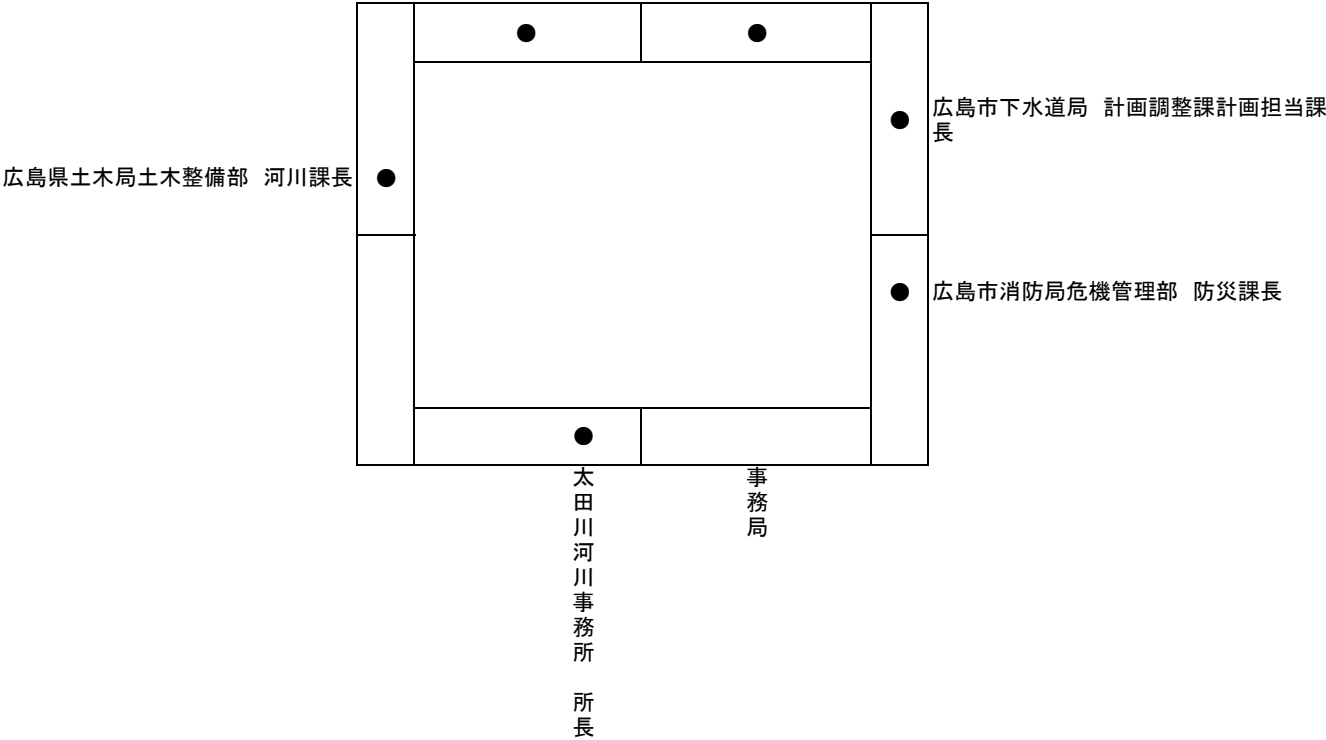 広島市下水道局　計画調整課計画担当課
長
広島県土木局土木整備部　河川課長
広島市消防局危機管理部　防災課長
太田川河川事務所　所長
事務局